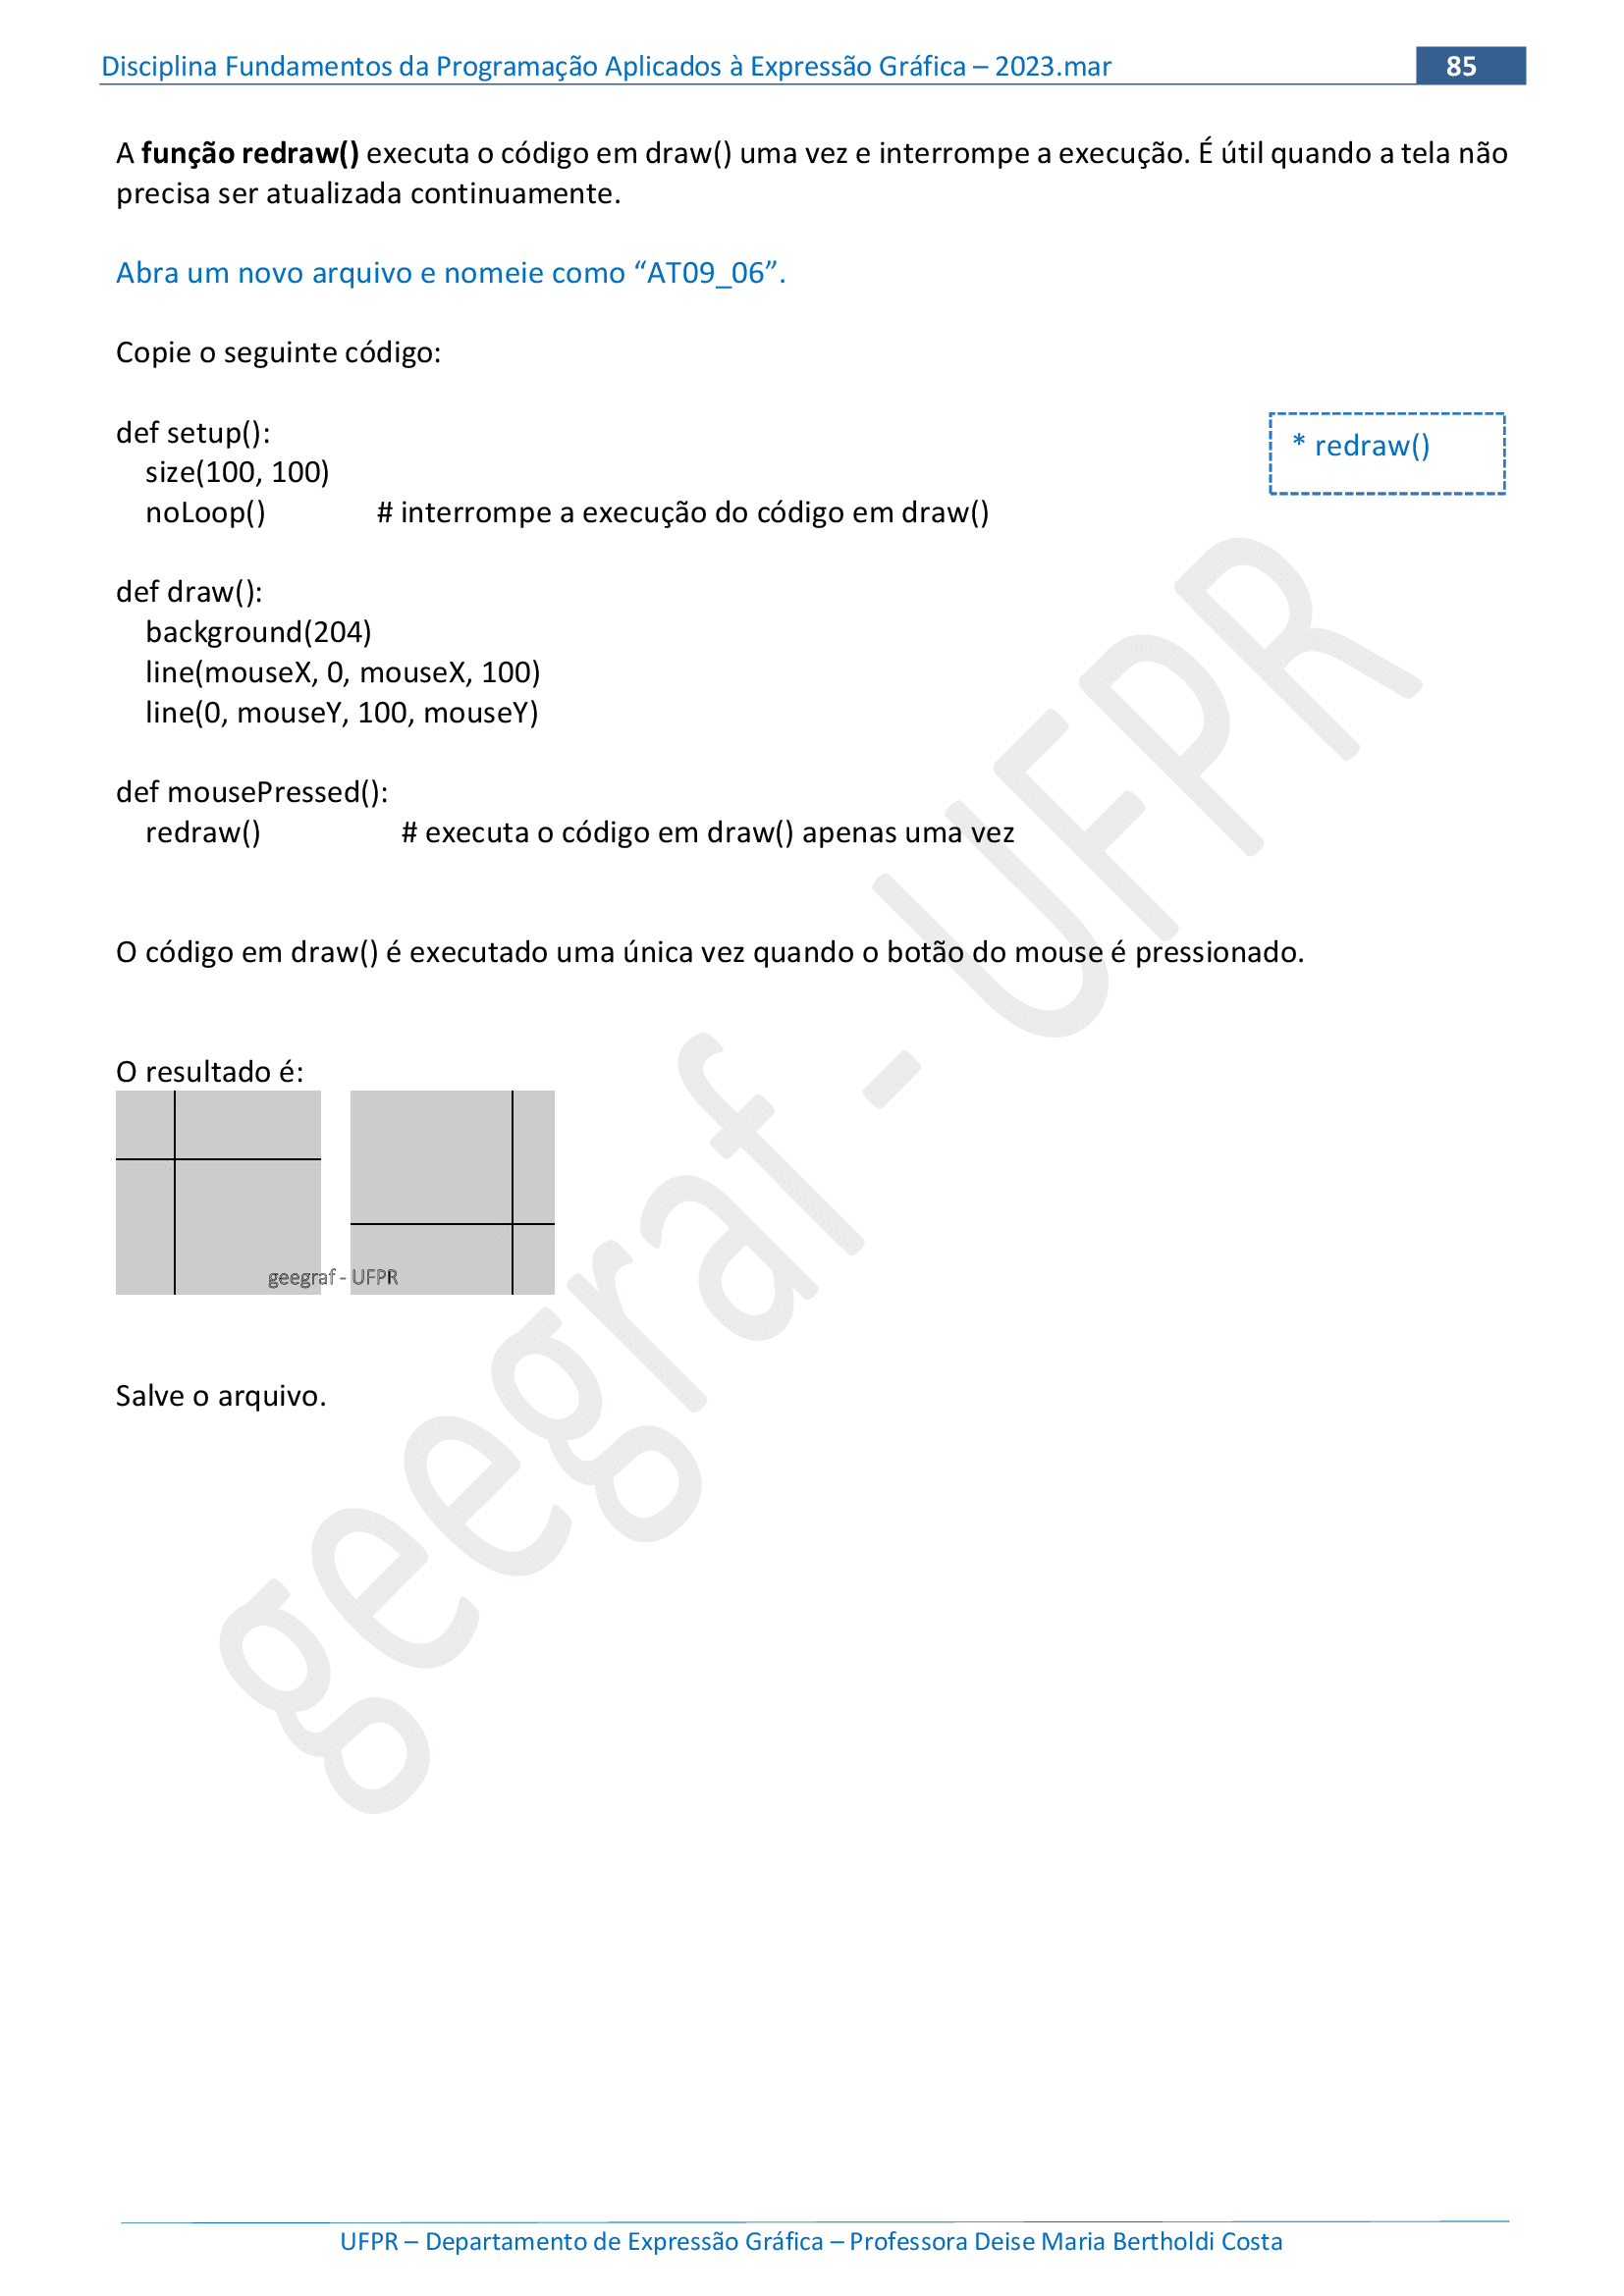 Disciplina Fundamentos da Programação Aplicados à Expressão Gráfica – 2023.mar 85
A função redraw() executa o código em draw() uma vez e interrompe a execução. É útil quando a tela não
precisa ser atualizada continuamente.
Abra um novo arquivo e nomeie como “AT09_06”.
Copie o seguinte código:
def setup():
* redraw()
size(100, 100)
noLoop() # interrompe a execução do código em draw()
def draw():
background(204)
line(mouseX, 0, mouseX, 100)
line(0, mouseY, 100, mouseY)
def mousePressed():
redraw() # executa o código em draw() apenas uma vez
O código em draw() é executado uma única vez quando o botão do mouse é pressionado.
O resultado é:
geegraf - UFPR
Salve o arquivo.
geegraf - UFPR
UFPR – Departamento de Expressão Gráfica – Professora Deise Maria Bertholdi Costa